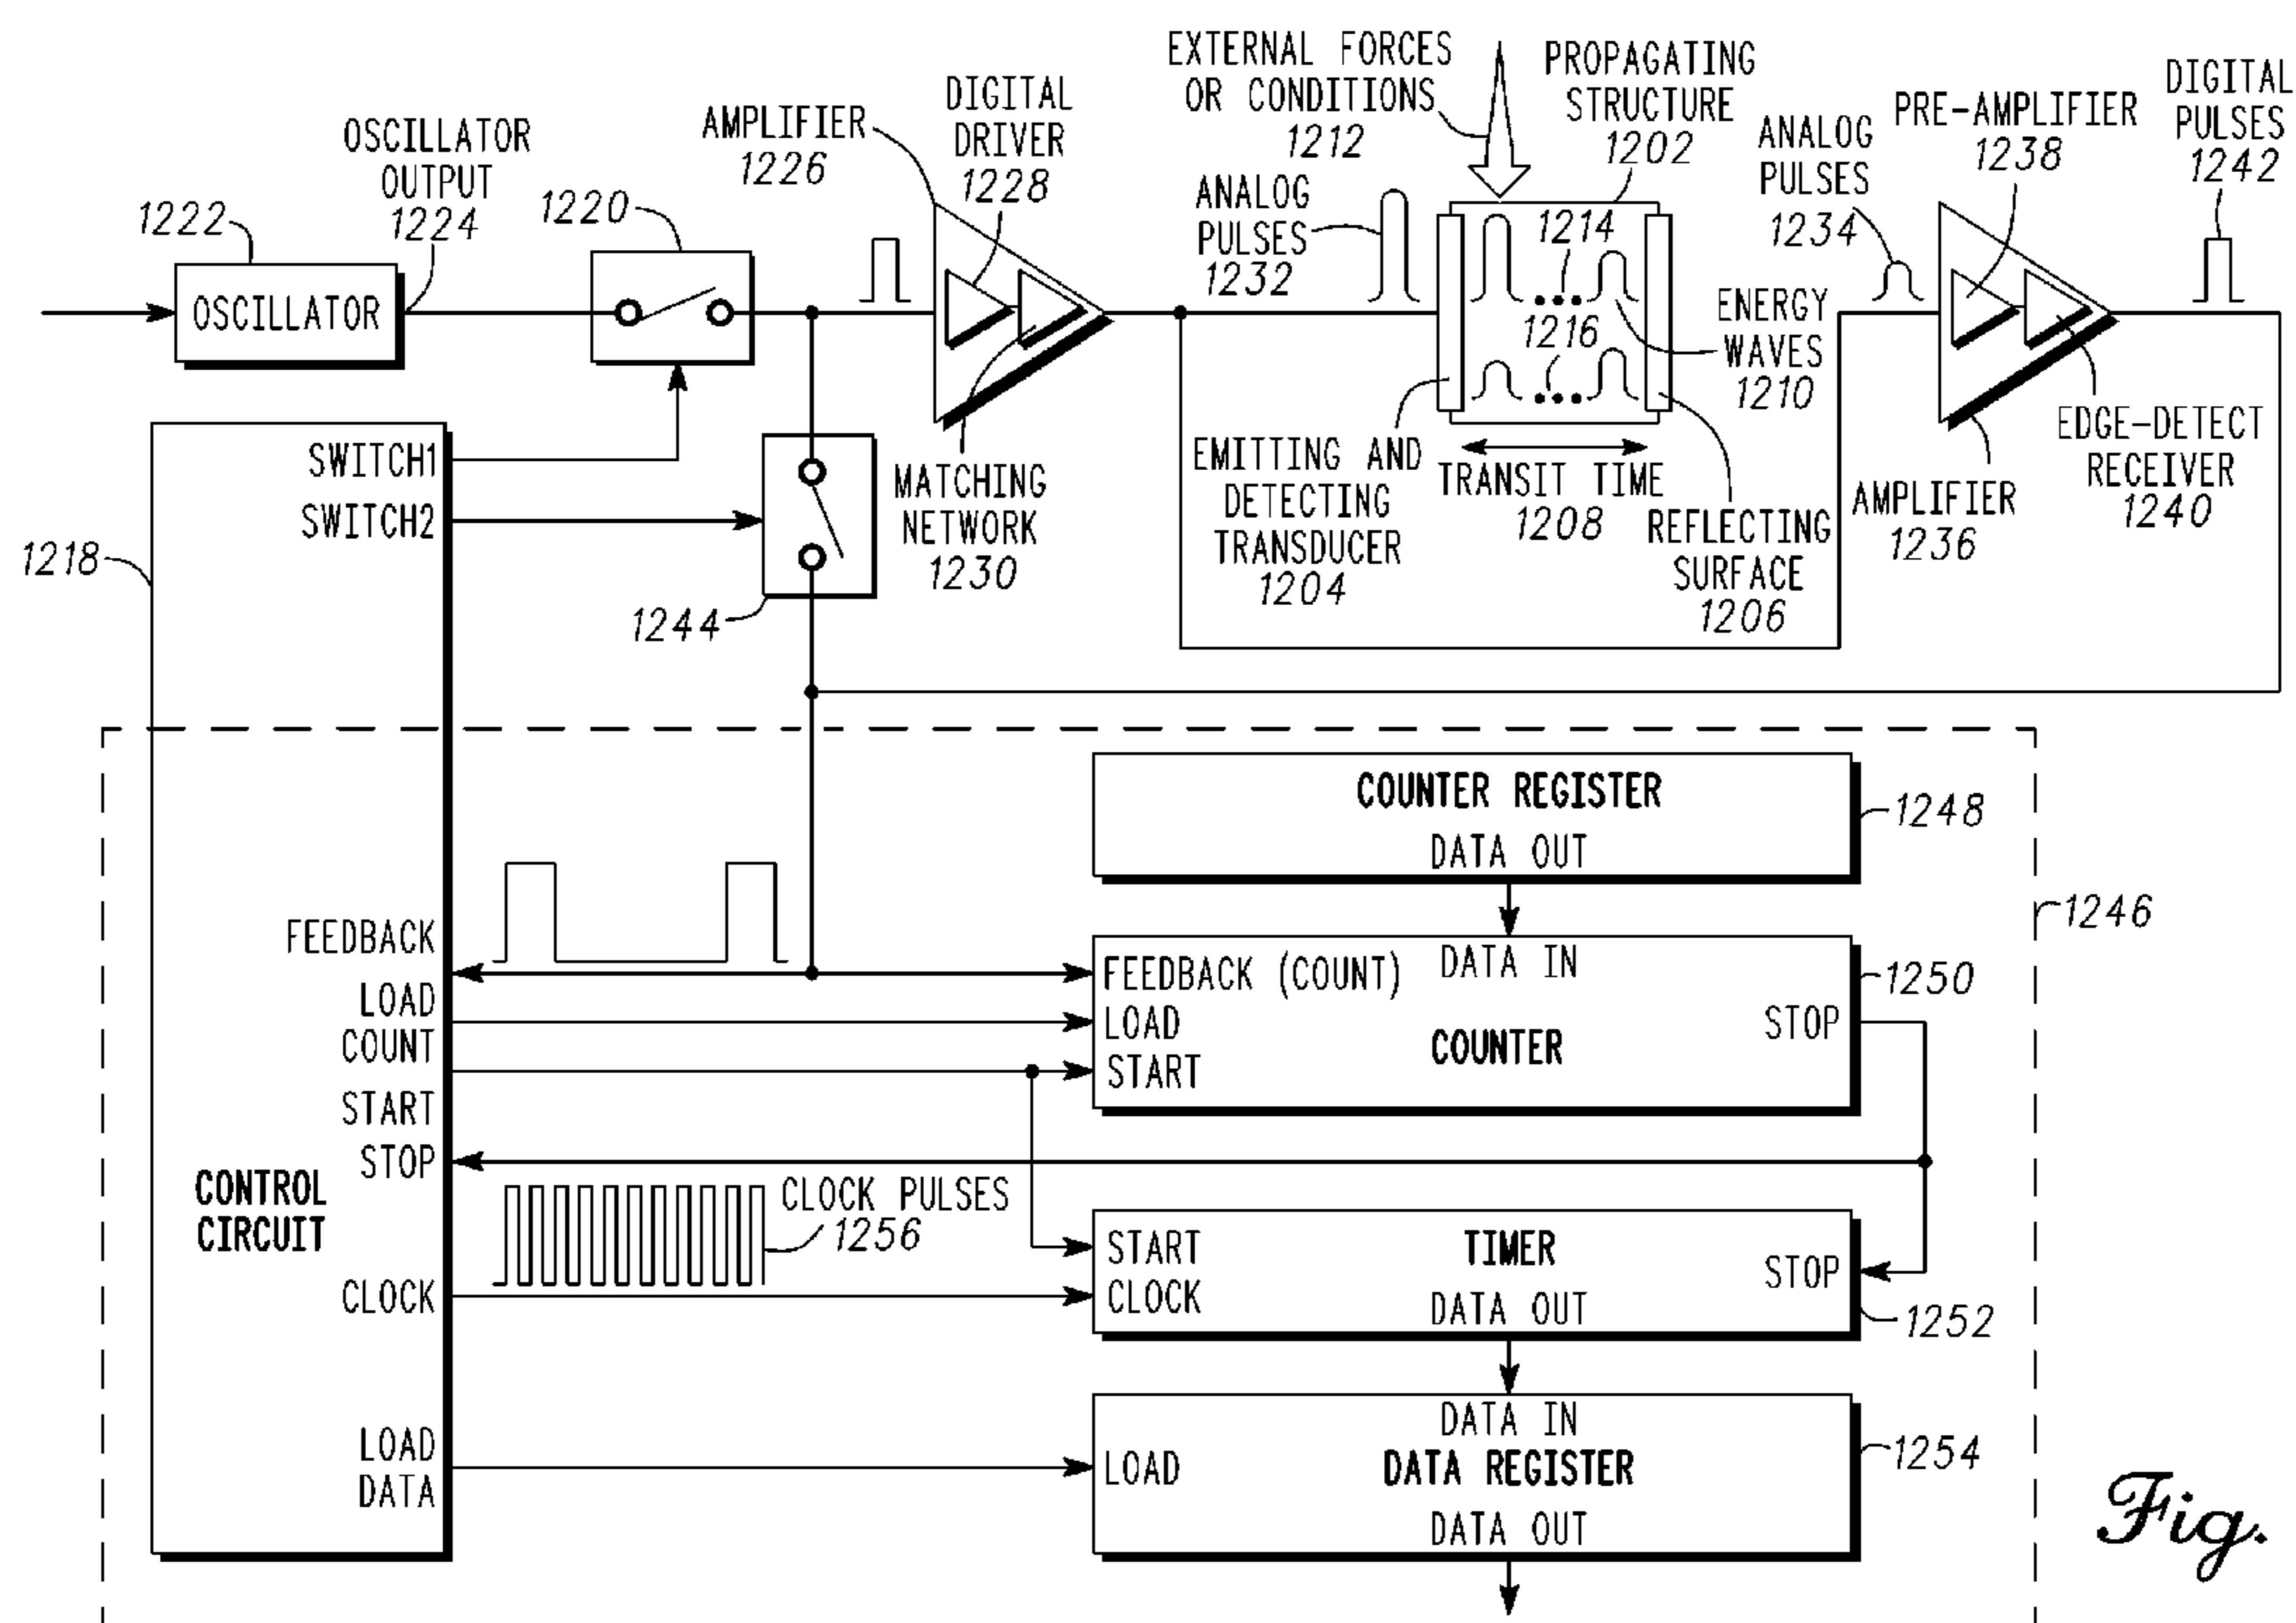 EXTERNAL FORCES
OR CONDITIONS
1212
PROPAGATING
STRUCTURE
1202
DIGITAL
PULSES
1242
PRE-AMPLIFIER
1238
ANALOG
PULSES
1234
DIGITAL
DRIVER
1228
AMPLIFIER
1226
OSCILLATOR
OUTPUT
1224
1222
1220
OSCILLATOR
ANALOG
PULSES
1232
1214
1216
ENERGY
WAVES
1210
SWITCH1
SWITCH2
1218
1244
MATCHING
NETWORK
1230
EMITTING AND
DETECTING
TRANSDUCER
1204
TRANSIT TIME
1208
REFLECTING
SURFACE
1206
AMPLIFIER
1236
EDGE-DETECT
RECEIVER
1240
COUNTER REGISTER
DATA OUT
1248
1246
FEEDBACK
LOAD
COUNT
START
STOP
CONTROL
CIRCUIT
CLOCK
LOAD
DATA
FEEDBACK (COUNT)
DATA IN
LOAD
START
COUNTER
STOP
1250
CLOCK PULSES
1256
START
CLOCK
TIMER
DATA OUT
STOP
1252
DATA IN
LOAD
DATA REGISTER
DATA OUT
1254
Fig.